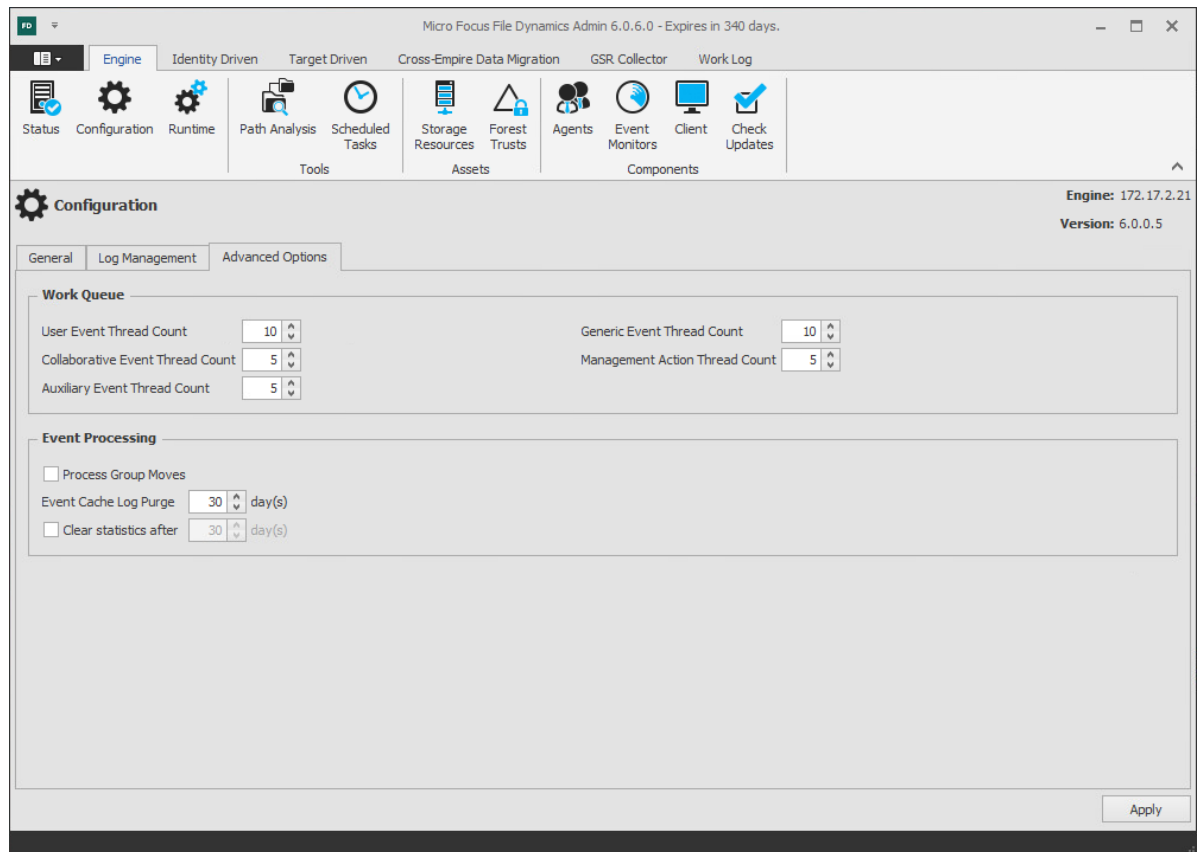 FD
Micro Focus File Dynamics Admin 6.0.6.0 - Expires in 340 days.
Engine Identity Driven Target Driven Cross-Empire Data Migration GSR Collector Work Log
Status Configuration Runtime Path Analysis Scheduled Tasks Storage Resources Forest Trusts Agents Event Monitors Client Check Updates
Tools Assets Components
Configuration
Engine: 172.17.2.21
Version: 6.0.0.5
General Log Management Advanced Options
Work Queue
User Event Thread Count 10 Generic Event Thread Count 10
Collaborative Event Thread Count 5 Management Action Thread Count 5
Auxiliary Event Thread Count 5
Event Processing
Process Group Moves
Event Cache Log Purge 30 day(s)
Clear statistics after 30 day(s)
Apply